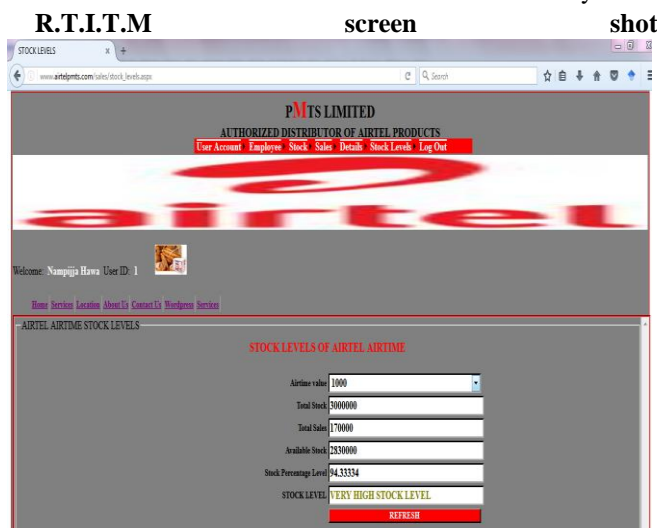 R.T.I.T.M screen shot
STOCK LEVELS x +
www.airtelpmts.com/sales/stock_levels.aspx C Search
PMTS LIMITED
AUTHORIZED DISTRIBUTOR OF AIRTEL PRODUCTS
User Account Employee Stock Sales Details Stock Levels Log Out
airtel
Welcome: Nampijja Hawa User ID: 1
Home Services Location About Us Contact Us Wordpress Services
AIRTEL AIRTIME STOCK LEVELS
STOCK LEVELS OF AIRTEL AIRTIME
Airtime value 1000
Total Stock 3000000
Total Sales 170000
Available Stock 2830000
Stock Percentage Level 94.33334
STOCK LEVEL VERY HIGH STOCK LEVEL
REFRESH